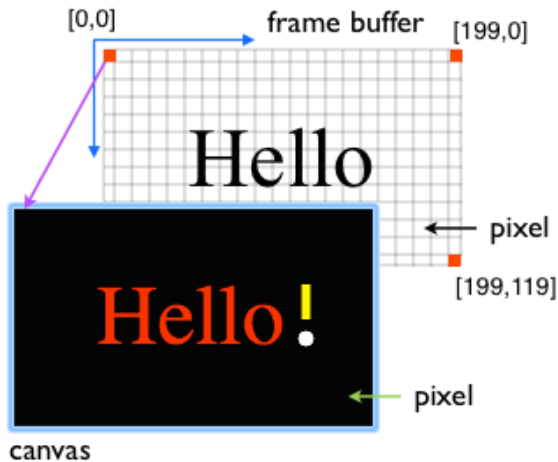 [0,0]
frame buffer
[199,0]
Hello
pixel
[199,119]
Hello!
pixel
canvas